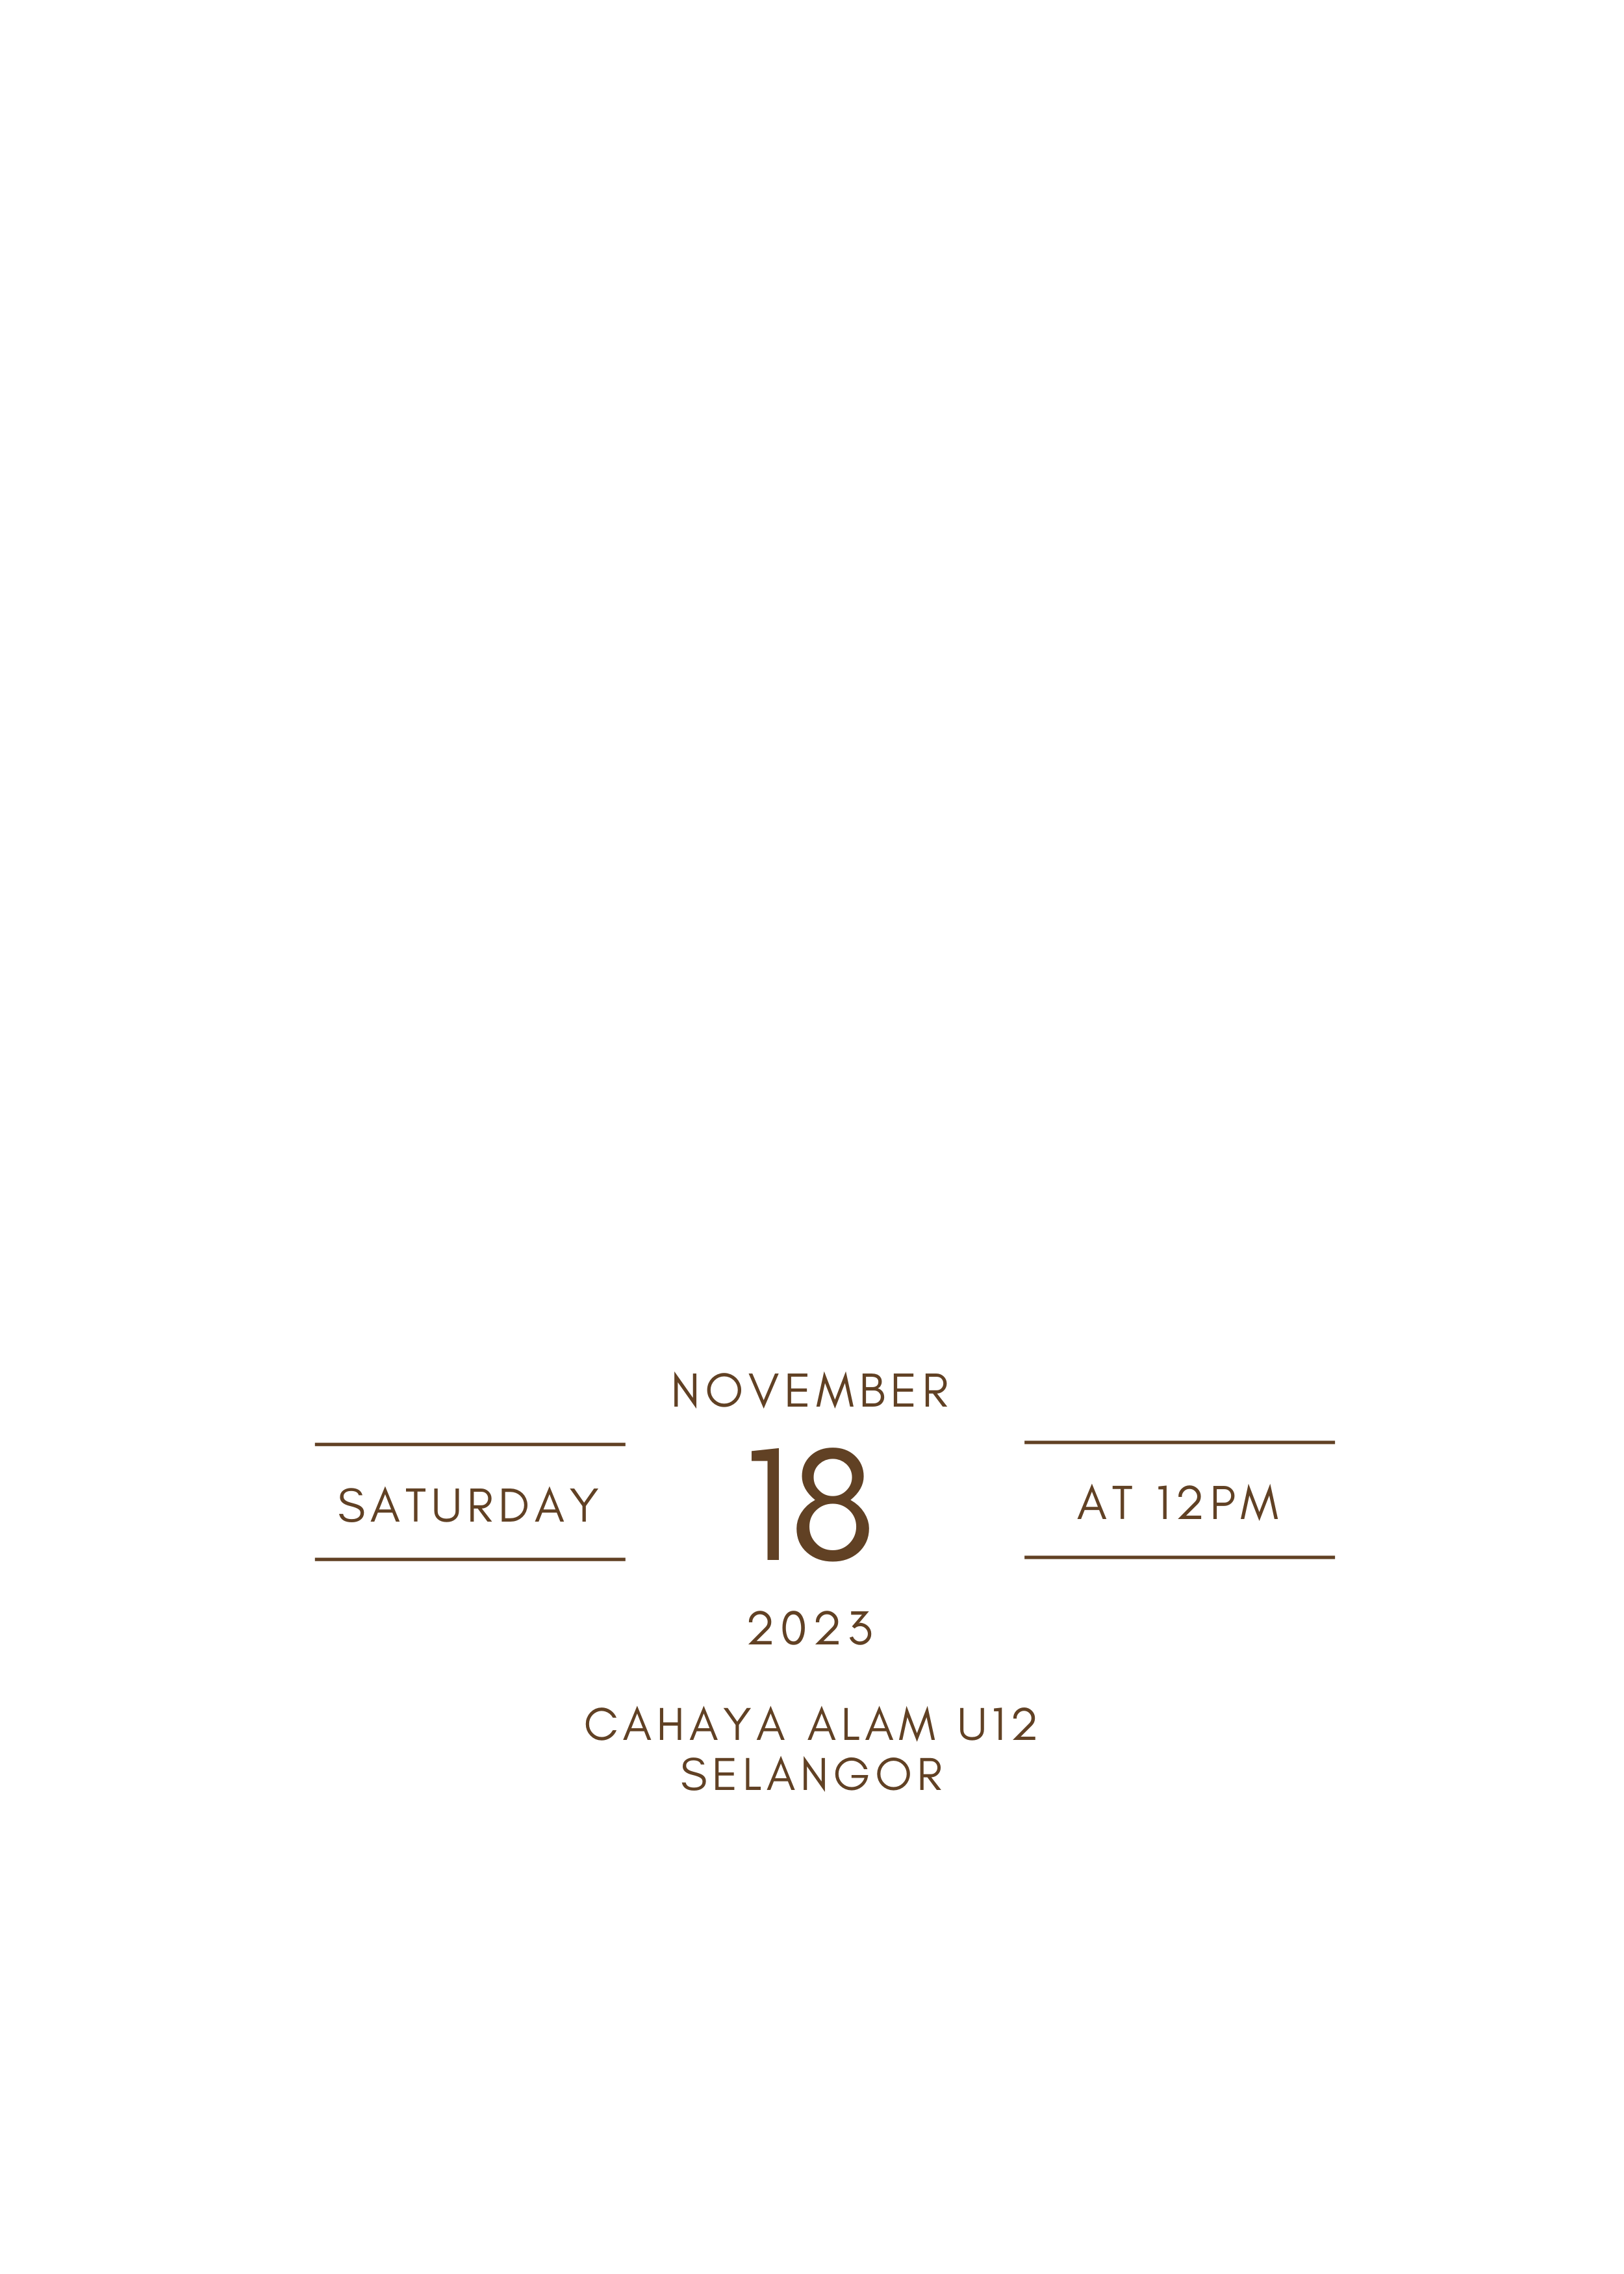 NOVEMBER
SATURDAY
18
AT 12PM
2023
CAHAYA ALAM U12
SELANGOR